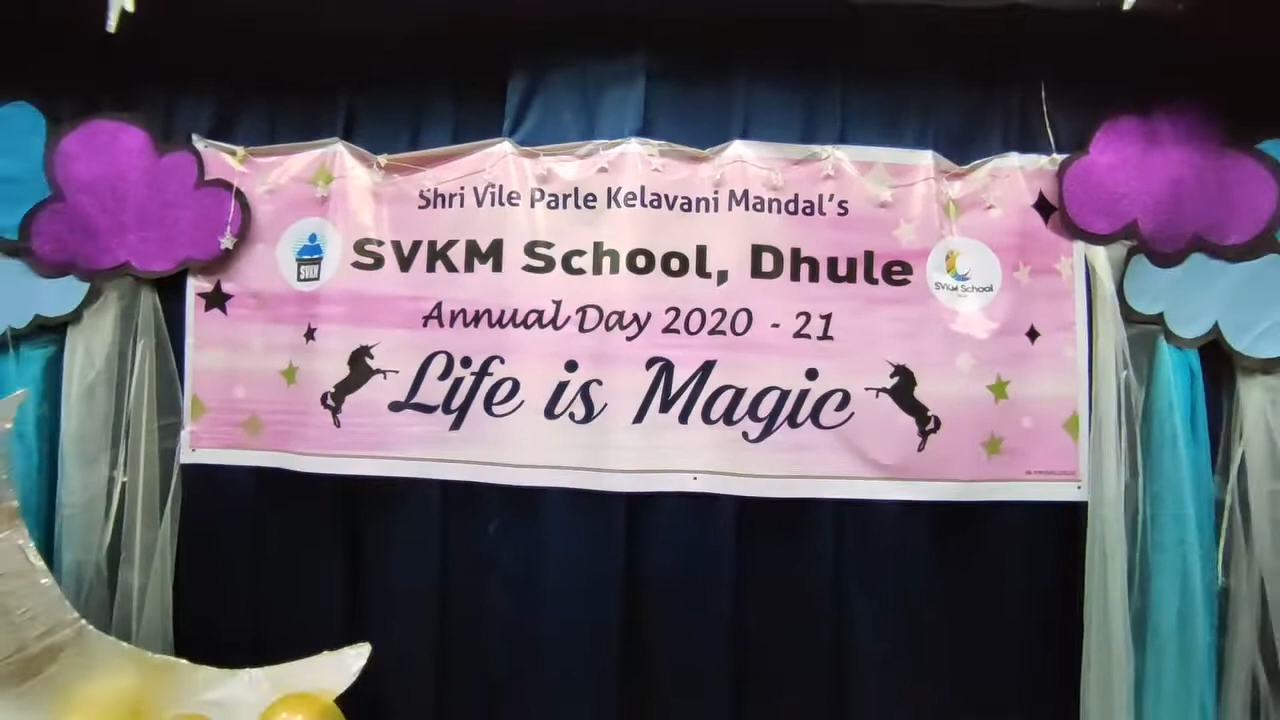 Shri Vile Parle Kelavani Mandal's
SVKM School, Dhule
SVKM
SVKM School
Annual Day 2020 - 21
Life is Magic